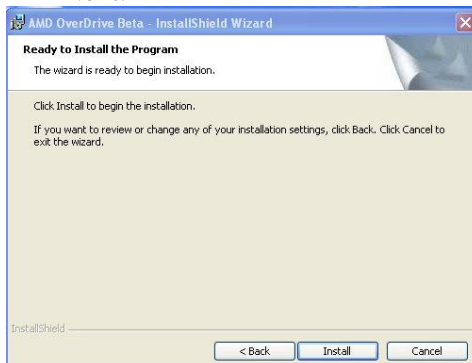 AMD OverDrive Beta - InstallShield Wizard
Ready to Install the Program
The wizard is ready to begin installation.
Click Install to begin the installation.
If you want to review or change any of your installation settings, click Back. Click Cancel to
exit the wizard.
InstallShield
< Back Install Cancel